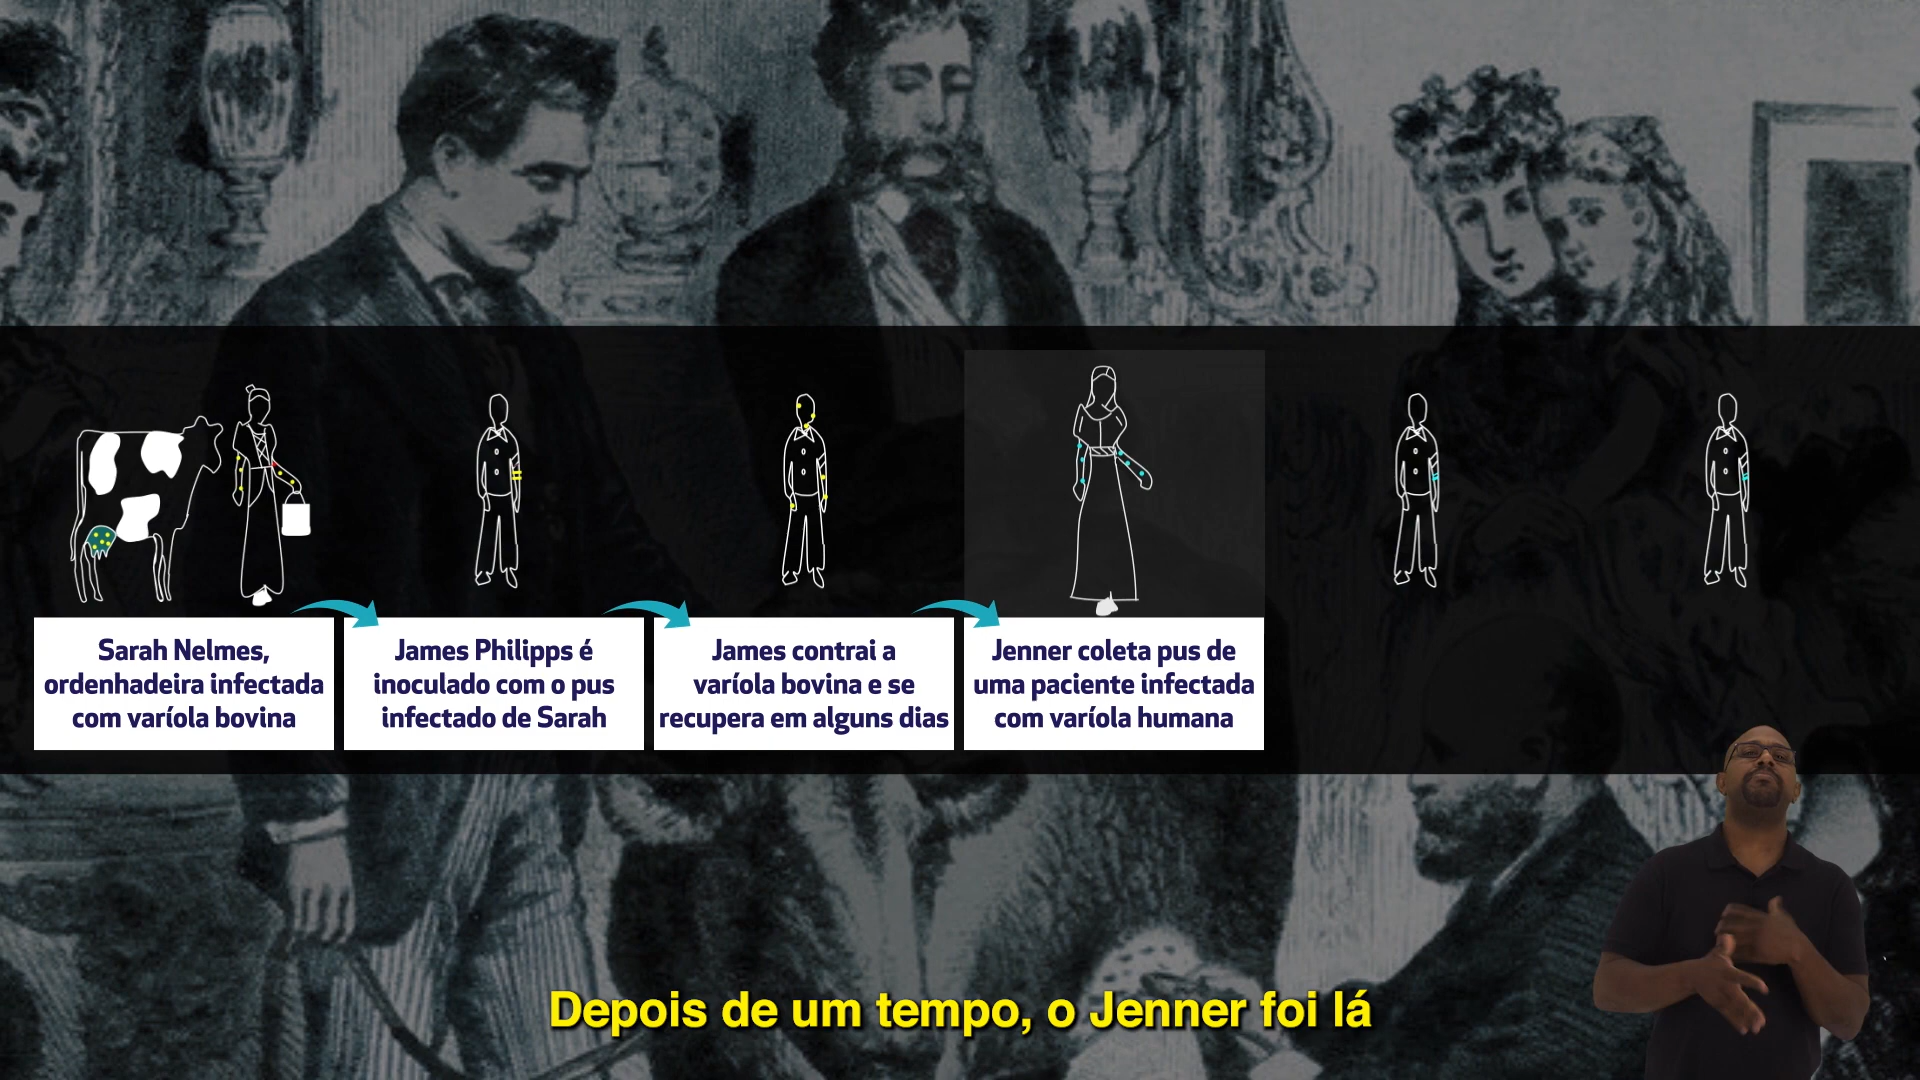 Sarah Nelmes,
ordenhadeira infectada
com varíola bovina
James Philipps é
inoculado com o pus
infectado de Sarah
James contrai a
varíola bovina e se
recupera em alguns dias
Jenner coleta pus de
uma paciente infectada
com varíola humana
Depois de um tempo, o Jenner foi lá